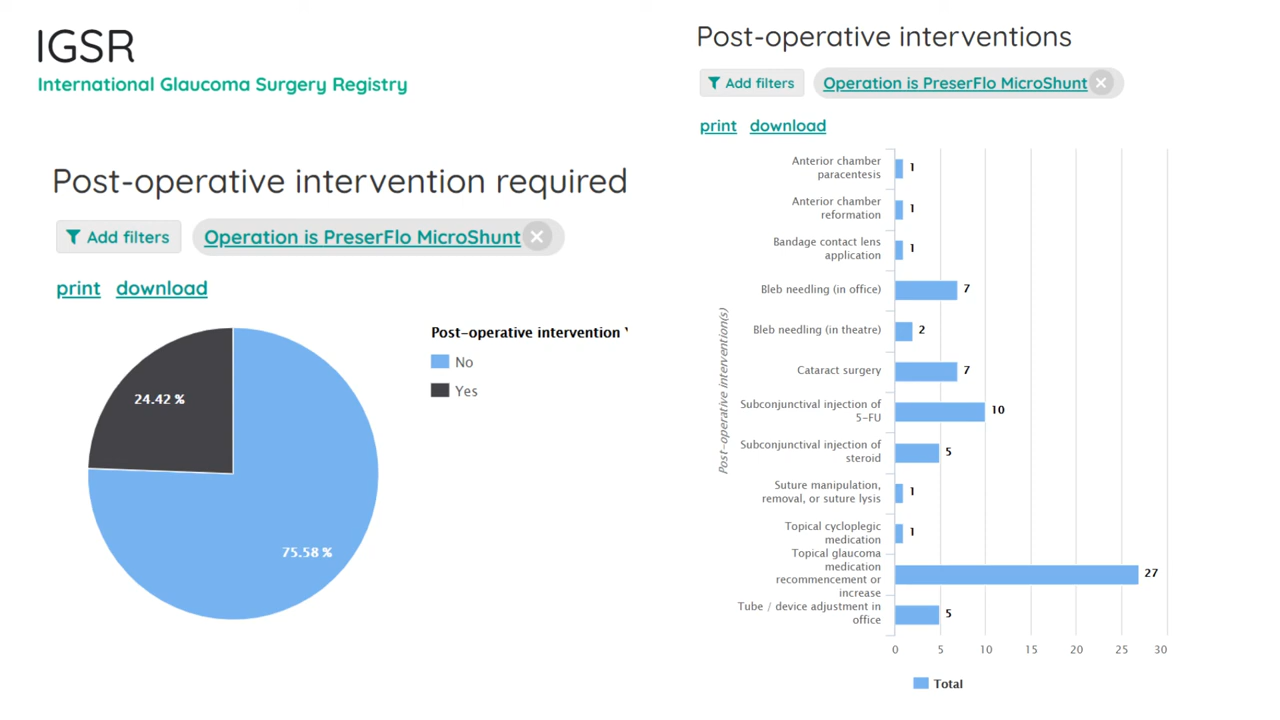 IGSR
International Glaucoma Surgery Registry
Post-operative intervention required
Add filters
Operation is PreserFlo MicroShunt
print download
Post-operative intervention
No
Yes
24.42 %
75.58 %
Post-operative interventions
Add filters
Operation is PreserFlo MicroShunt
print download
Post-operative intervention(s)
Anterior chamber
paracentesis
1
Anterior chamber
reformation
1
Bandage contact lens
application
1
Bleb needling (in office)
7
Bleb needling (in theatre)
2
Cataract surgery
7
Subconjunctival injection of
5-FU
10
Subconjunctival injection of
steroid
5
Suture manipulation,
removal, or suture lysis
1
Topical cycloplegic
medication
1
Topical glaucoma
medication
recommencement or
increase
27
Tube / device adjustment in
office
5
0 5 10 15 20 25 30
Total